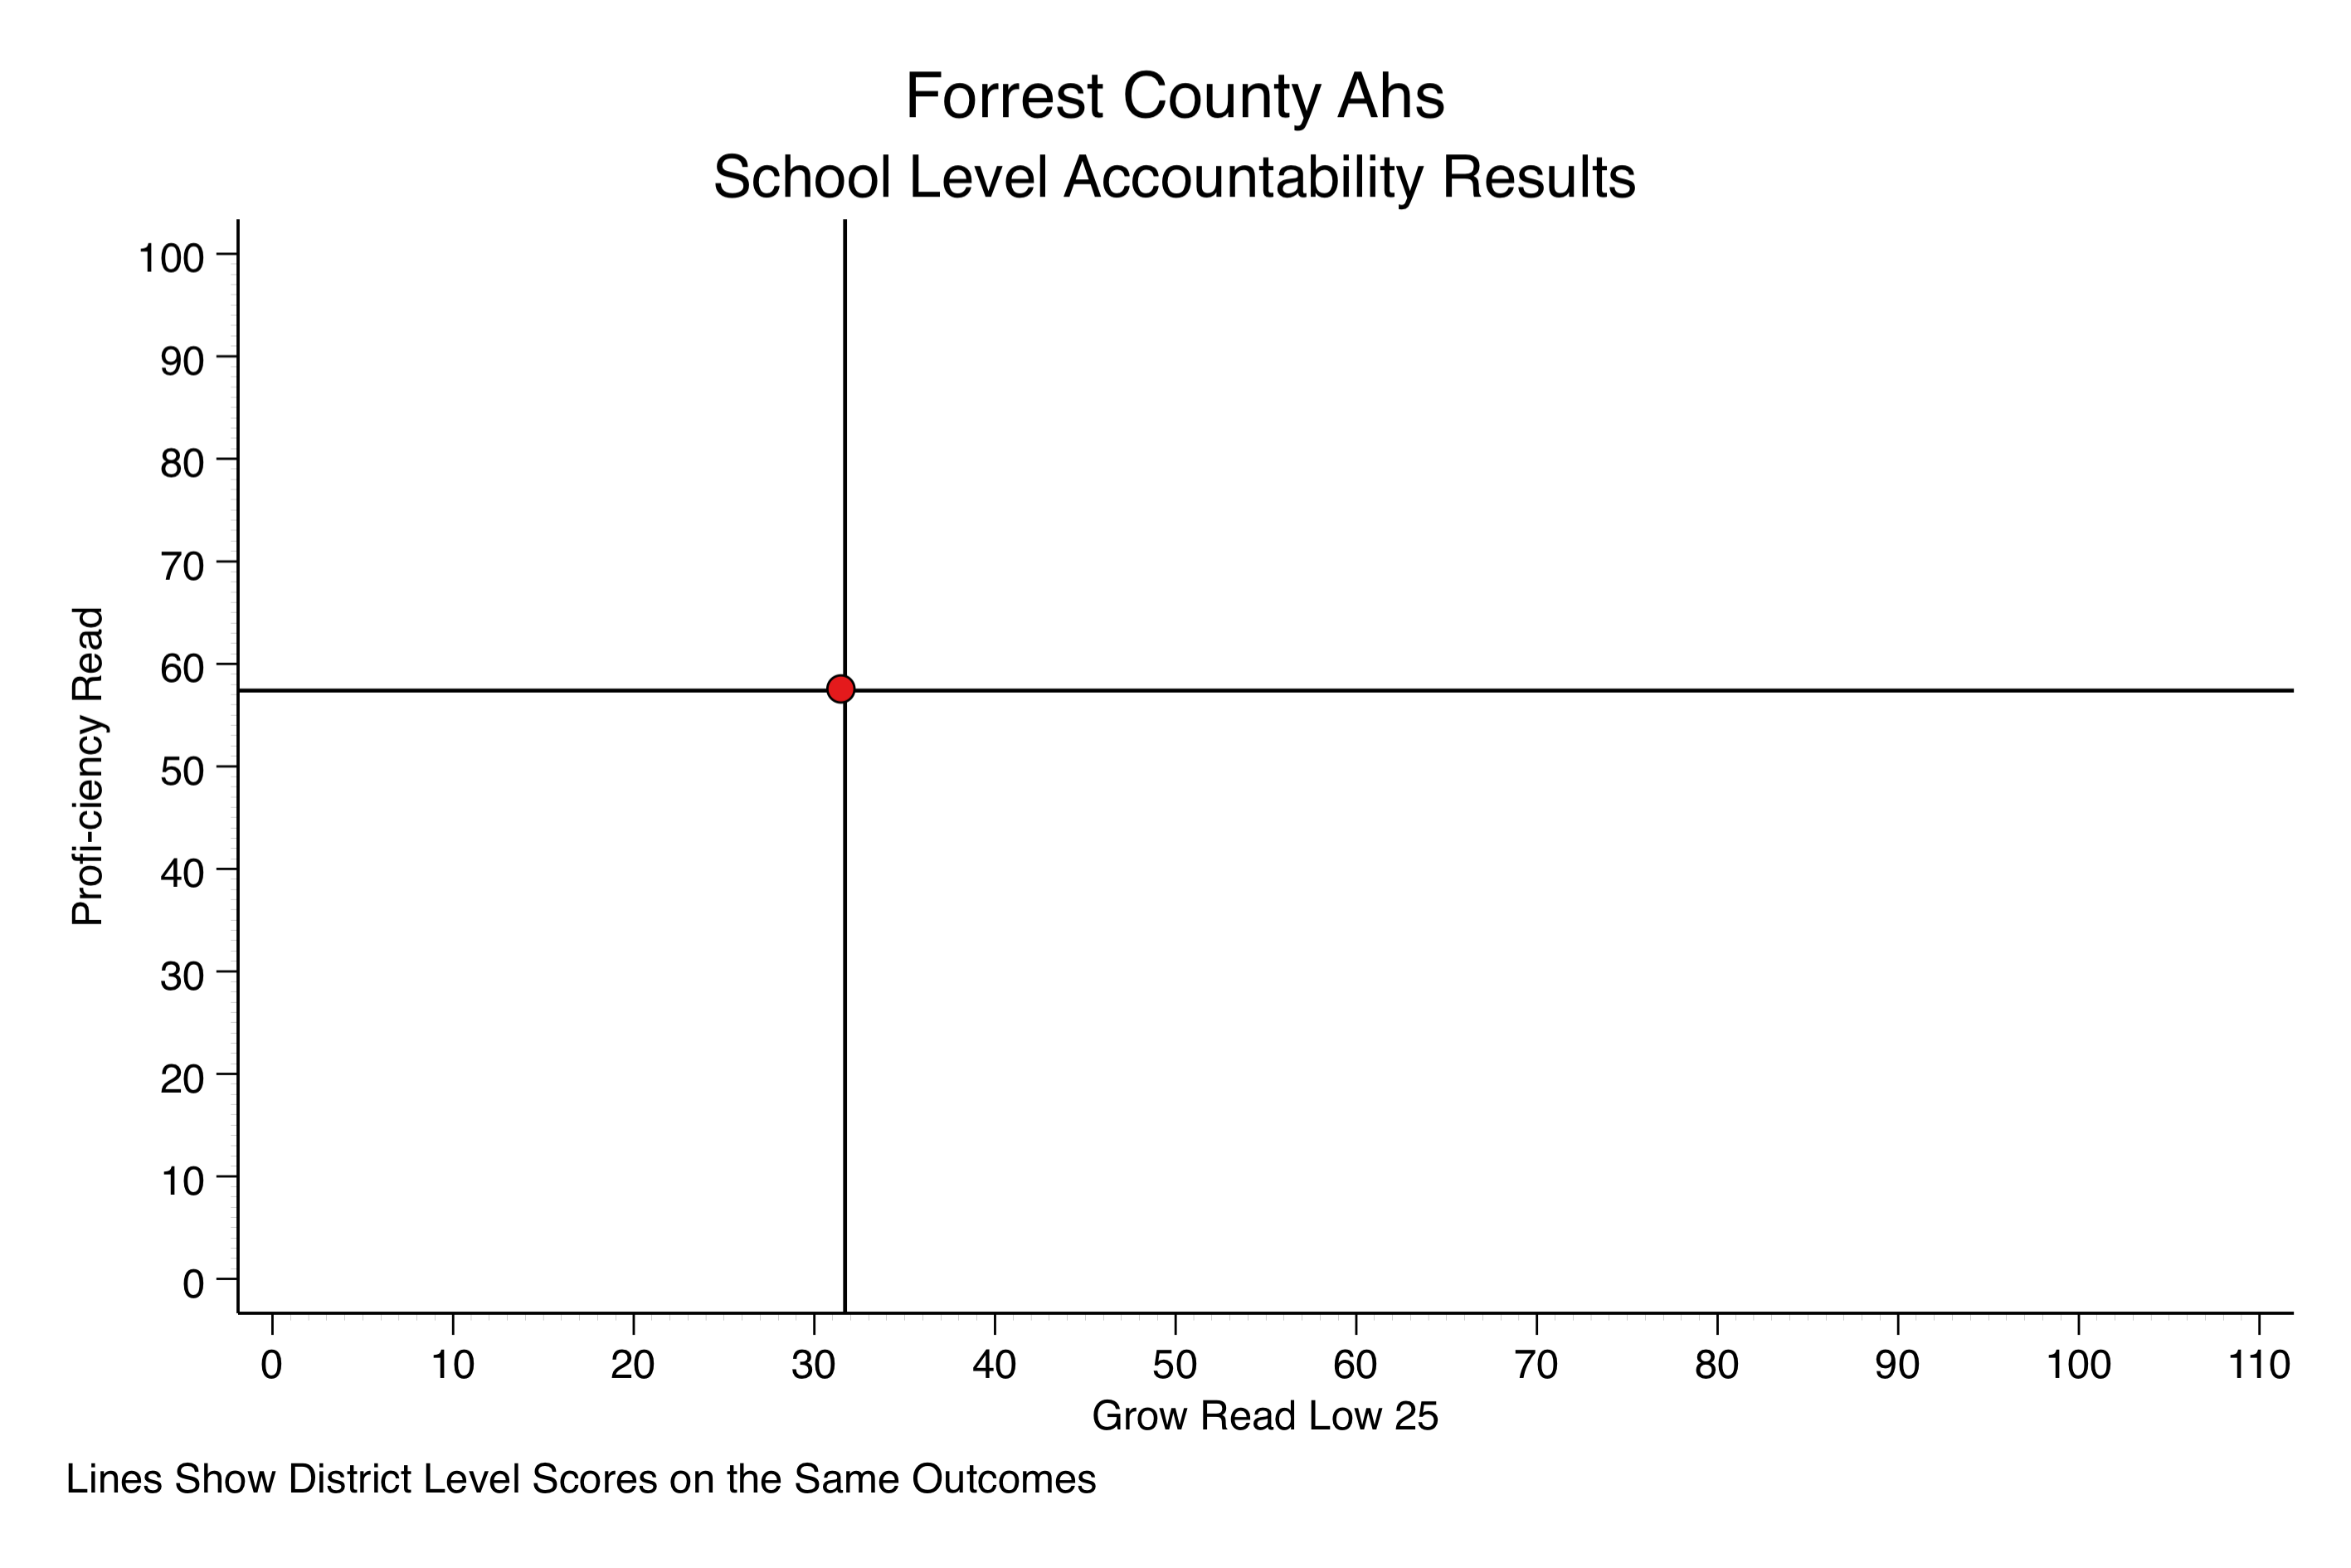 Forrest County Ahs
School Level Accountability Results
100
90
80
70
60
50
40
30
20
10
0
Profi-ciency Read
0 10 20 30 40 50 60 70 80 90 100 110
Grow Read Low 25
Lines Show District Level Scores on the Same Outcomes